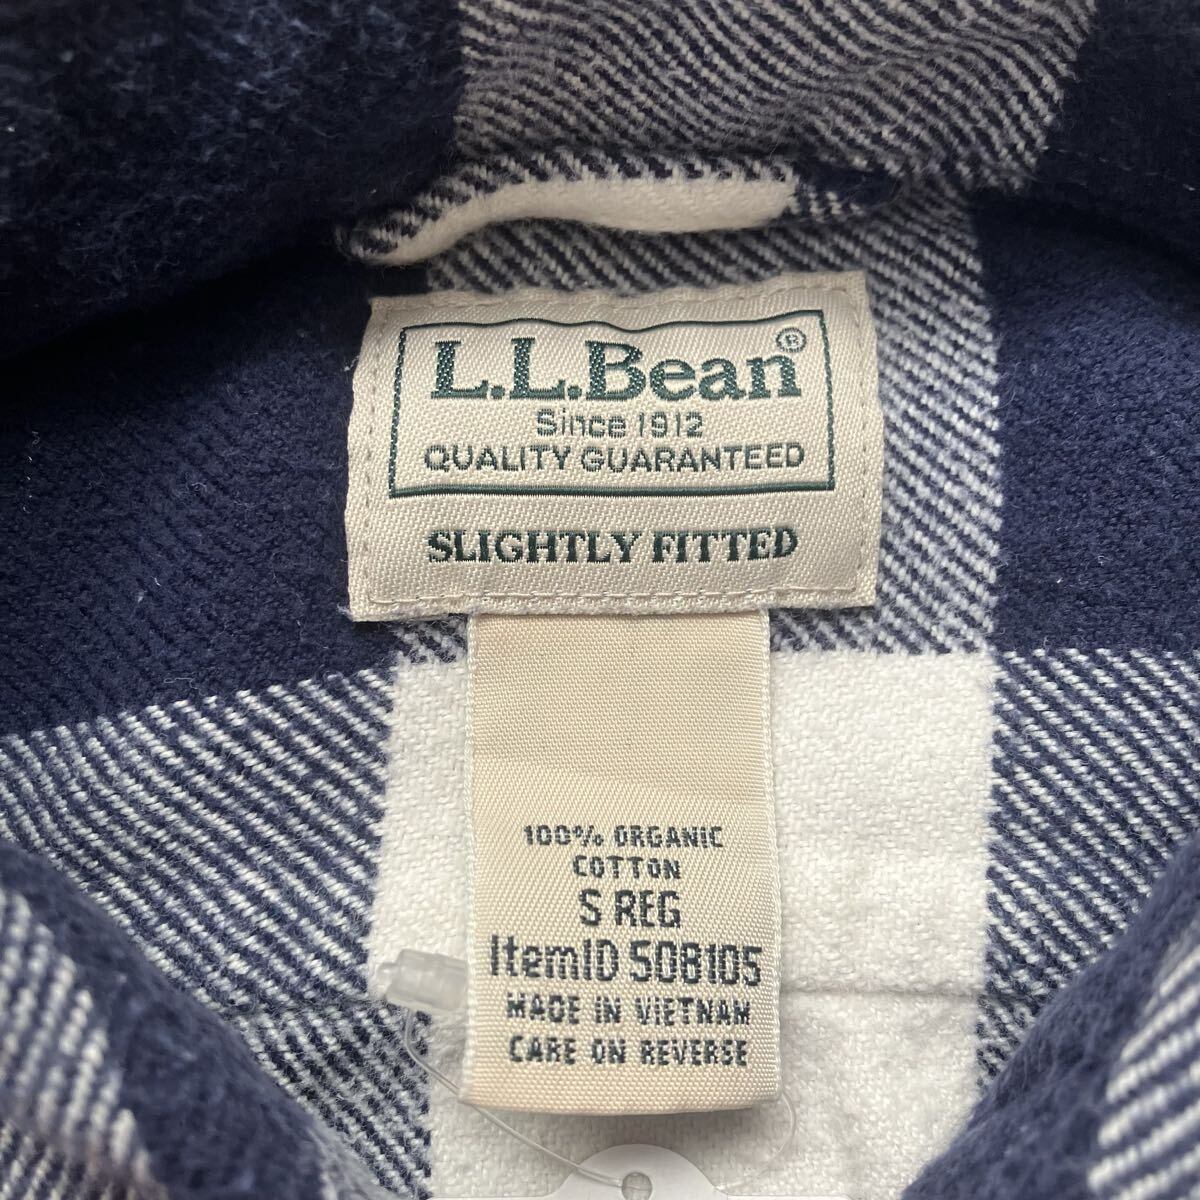 L.L.Bean®
Since 1912
QUALITY GUARANTEED
SLIGHTLY FITTED
100% ORGANIC
COTTON
S REG
ItemID 508105
MADE IN VIETNAM
CARE ON REVERSE